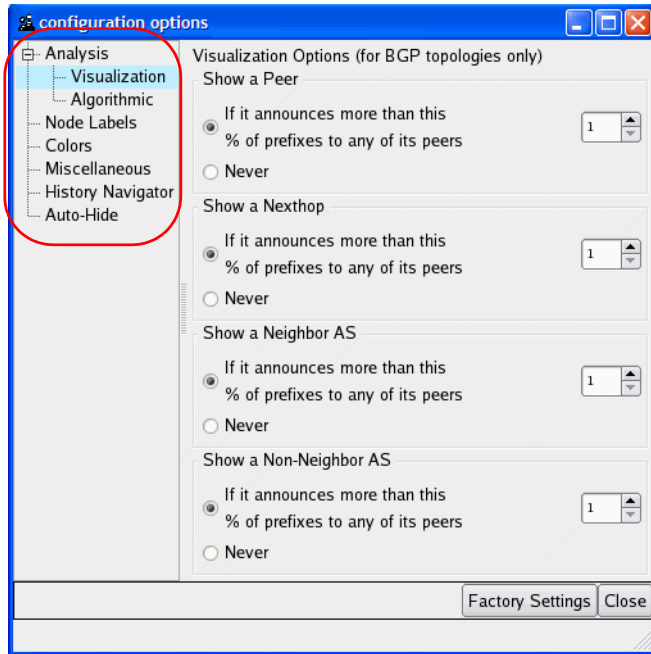 configuration options
Analysis
Visualization
Algorithmic
Node Labels
Colors
Miscellaneous
History Navigator
Auto-Hide
Visualization Options (for BGP topologies only)
Show a Peer
If it announces more than this
% of prefixes to any of its peers
1
Never
Show a Nexthop
If it announces more than this
% of prefixes to any of its peers
1
Never
Show a Neighbor AS
If it announces more than this
% of prefixes to any of its peers
1
Never
Show a Non-Neighbor AS
If it announces more than this
% of prefixes to any of its peers
1
Never
Factory Settings
Close